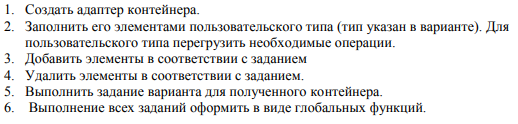 1. Создать адаптер контейнера.
2. Заполнить его элементами пользовательского типа (тип указан в варианте). Для
пользовательского типа перегрузить необходимые операции.
3. Добавить элементы в соответствии с заданием
4. Удалить элементы в соответствии с заданием.
5. Выполнить задание варианта для полученного контейнера.
6. Выполнение всех заданий оформить в виде глобальных функций.